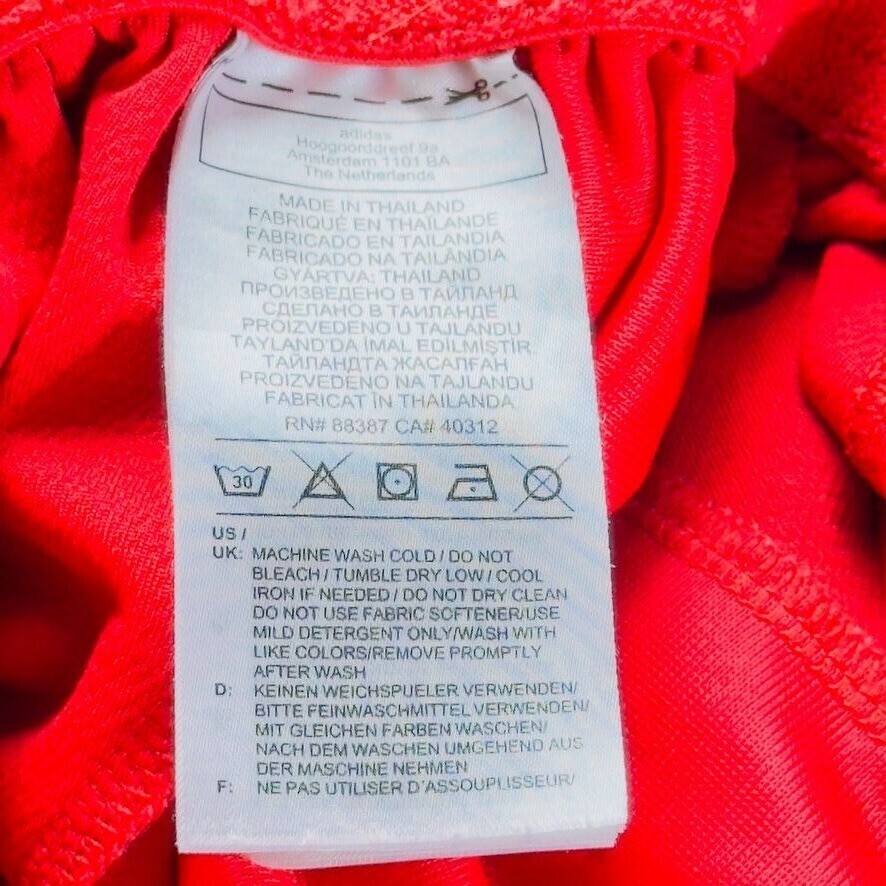 adidas
Hoogoorddreef 9a
Amsterdam 1101 BA
The Netherlands
MADE IN THAILAND
FABRIQUÉ EN THAÏLANDE
FABRICADO EN TAILANDIA
FABRICADO NA TAILÂNDIA
GYÁRTVA: THAILAND
ПРОИЗВЕДЕНО В ТАЙЛАНД
СДЕЛАНО В ТАИЛАНДЕ
PROIZVEDENO U TAJLANDU
TAYLAND'DA İMAL EDİLMİŞTİR
ТАЙЛАНДТА ЖАСАЛҒАН
PROIZVEDENO NA TAJLANDU
FABRICAT ÎN THAILANDA
RN# 88387 CA# 40312
30
US /
UK: MACHINE WASH COLD / DO NOT
BLEACH / TUMBLE DRY LOW / COOL
IRON IF NEEDED / DO NOT DRY CLEAN
DO NOT USE FABRIC SOFTENER/USE
MILD DETERGENT ONLY/WASH WITH
LIKE COLORS/REMOVE PROMPTLY
AFTER WASH
D: KEINEN WEICHSPUELER VERWENDEN/
BITTE FEINWASCHMITTEL VERWENDEN/
MIT GLEICHEN FARBEN WASCHEN/
NACH DEM WASCHEN UMGEHEND AUS
DER MASCHINE NEHMEN
F: NE PAS UTILISER D'ASSOUPLISSEUR/